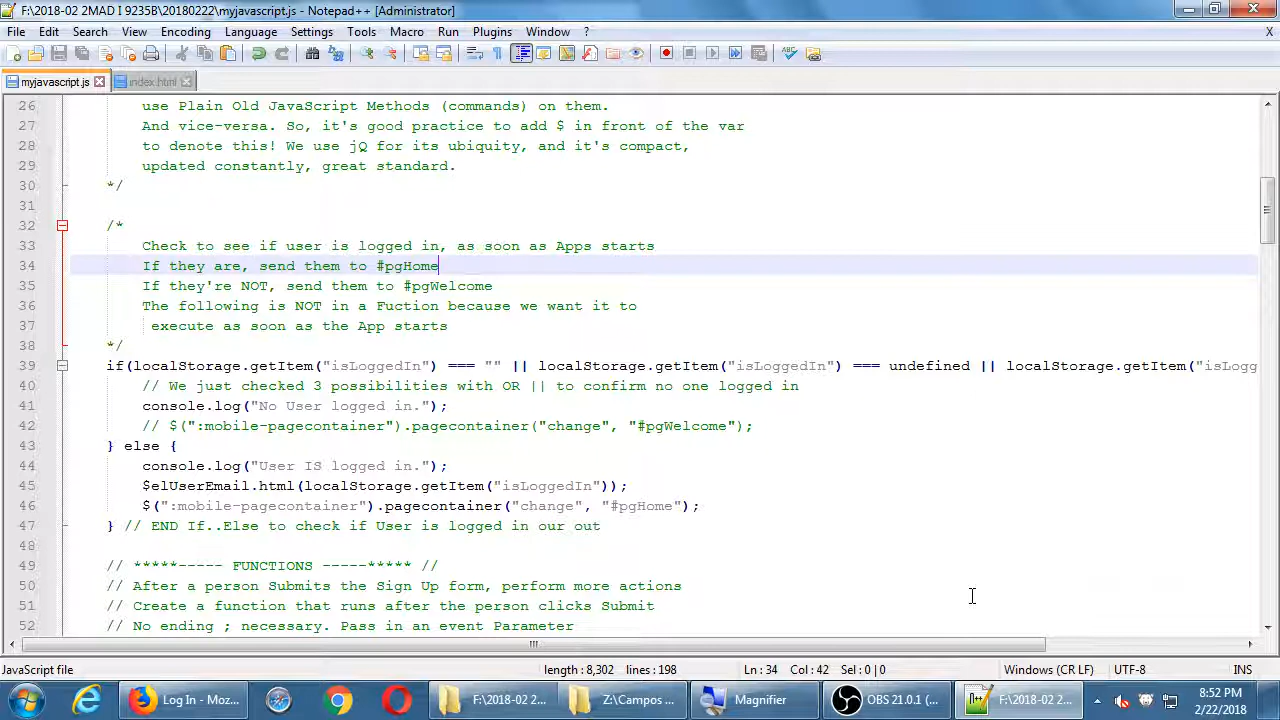 F:\2018-02 2MAD I 9235B\20180222\myjavascript.js - Notepad++ [Administrator]
File Edit Search View Encoding Language Settings Tools Macro Run Plugins Window ? X
myjavascript.js index.html
26 use Plain Old JavaScript Methods (commands) on them.
27 And vice-versa. So, it's good practice to add $ in front of the var
28 to denote this! We use jQ for its ubiquity, and it's compact,
29 updated constantly, great standard.
30 */
31
32 /*
33 Check to see if user is logged in, as soon as Apps starts
34 If they are, send them to #pgHome
35 If they're NOT, send them to #pgWelcome
36 The following is NOT in a Fuction because we want it to
37 execute as soon as the App starts
38 */
39 if(localStorage.getItem("isLoggedIn") === "" || localStorage.getItem("isLoggedIn") === undefined || localStorage.getItem("isLogg
40 // We just checked 3 possibilities with OR || to confirm no one logged in
41 console.log("No User logged in.");
42 // $(":mobile-pagecontainer").pagecontainer("change", "#pgWelcome");
43 } else {
44 console.log("User IS logged in.");
45 $elUserEmail.html(localStorage.getItem("isLoggedIn"));
46 $(":mobile-pagecontainer").pagecontainer("change", "#pgHome");
47 } // END If..Else to check if User is logged in our out
48
49 // *****----- FUNCTIONS -----***** //
50 // After a person Submits the Sign Up form, perform more actions
51 // Create a function that runs after the person clicks Submit
52 // No ending ; necessary. Pass in an event Parameter
JavaScript file length : 8,302 lines : 198 Ln : 34 Col : 42 Sel : 0 | 0 Windows (CR LF) UTF-8 INS
Log In - Moz... F:\2018-02 2... Z:\Campos ... Magnifier OBS 21.0.1 (... F:\2018-02 2... 8:52 PM
2/22/2018